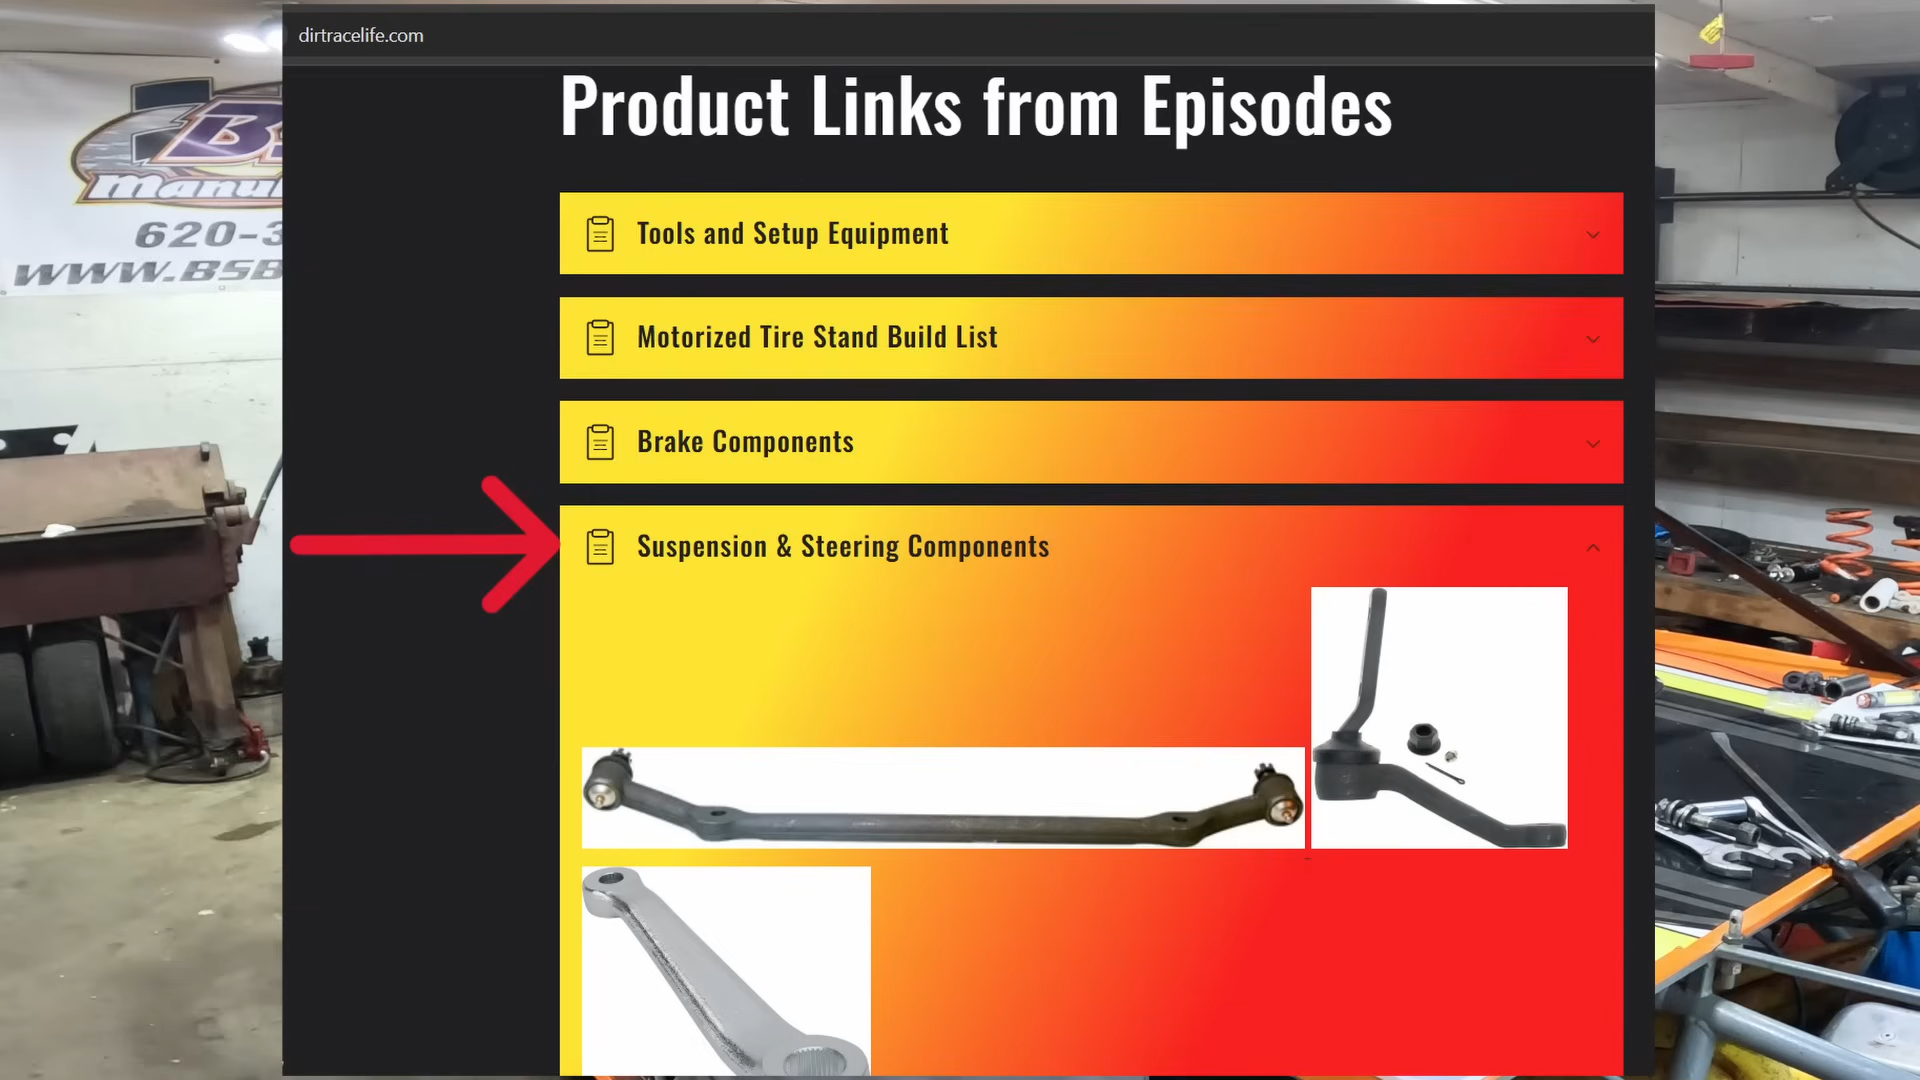 dirtracelife.com
Product Links from Episodes
Tools and Setup Equipment
Motorized Tire Stand Build List
Brake Components
Suspension & Steering Components
620-3
WWW.BSB